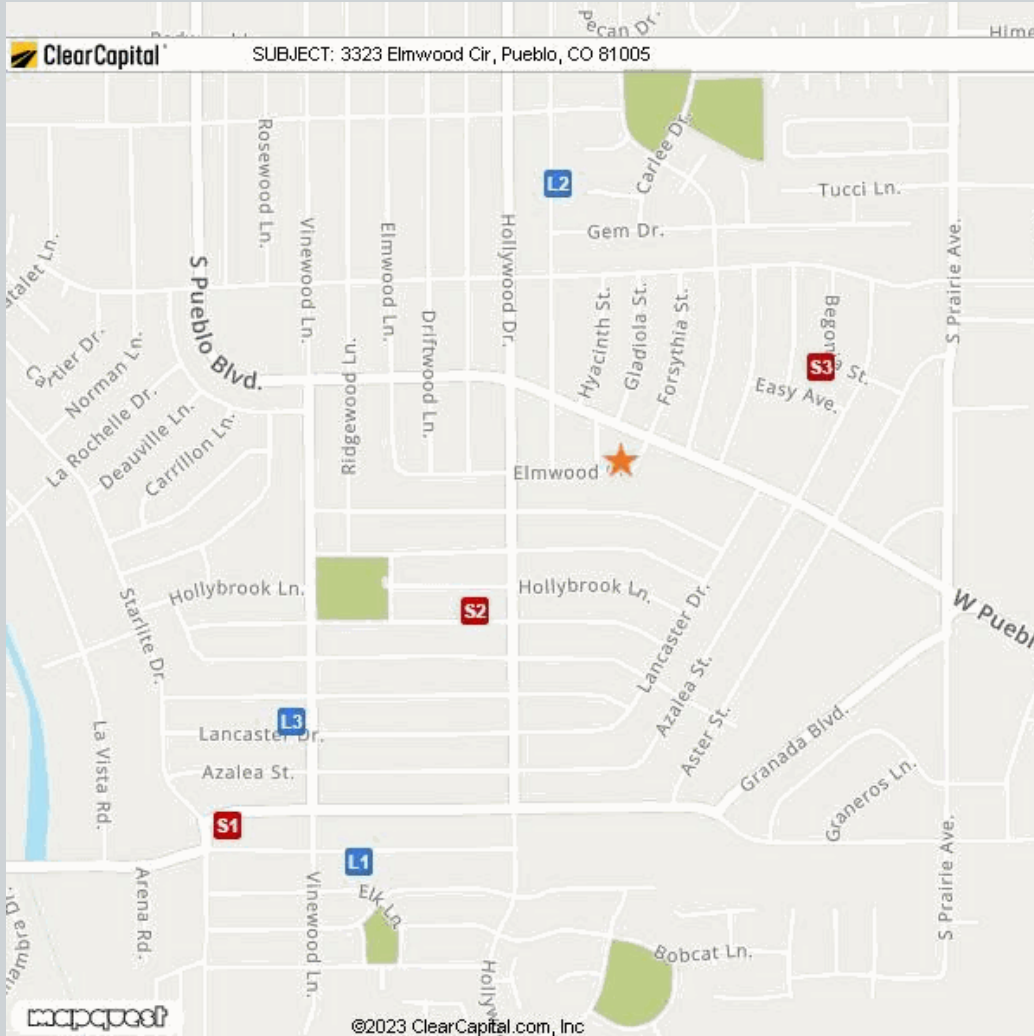 Pecan Dr.
ClearCapital
SUBJECT: 3323 Elmwood Cir, Pueblo, CO 81005
Rosewood Ln.
Carlee Dr.
L2
Tucci Ln.
Gem Dr.
Vinewood Ln.
Elmwood Ln.
Hollywood Dr.
S Prairie Ave.
S Pueblo Blvd.
Driftwood Ln.
Hyacinth St.
Gladiola St.
Forsythia St.
Cartier Dr.
Norman Ln.
Ridgewood Ln.
S3
Easy Ave.
La Rochelle Dr.
Deauville Ln.
Carrillon Ln.
Elmwood
Hollybrook Ln.
Hollybrook Ln.
S2
Starlite Dr.
Lancaster Dr.
W Puebl
Azalea St.
Aster St.
L3
Lancaster Dr.
La Vista Rd.
Azalea St.
Granada Blvd.
Graneros Ln.
S1
L1
Arena Rd.
Vinewood Ln.
Elk Ln.
S Prairie Ave.
Bobcat Ln.
Hollyw
mapquest
©2023 ClearCapital.com, Inc